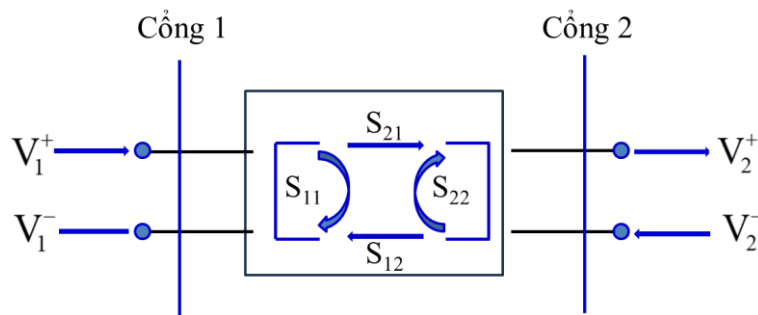 Cổng 1
Cổng 2
S₂₁
V₁⁺
V₂⁺
S₁₁
S₂₂
V₁⁻
V₂⁻
S₁₂